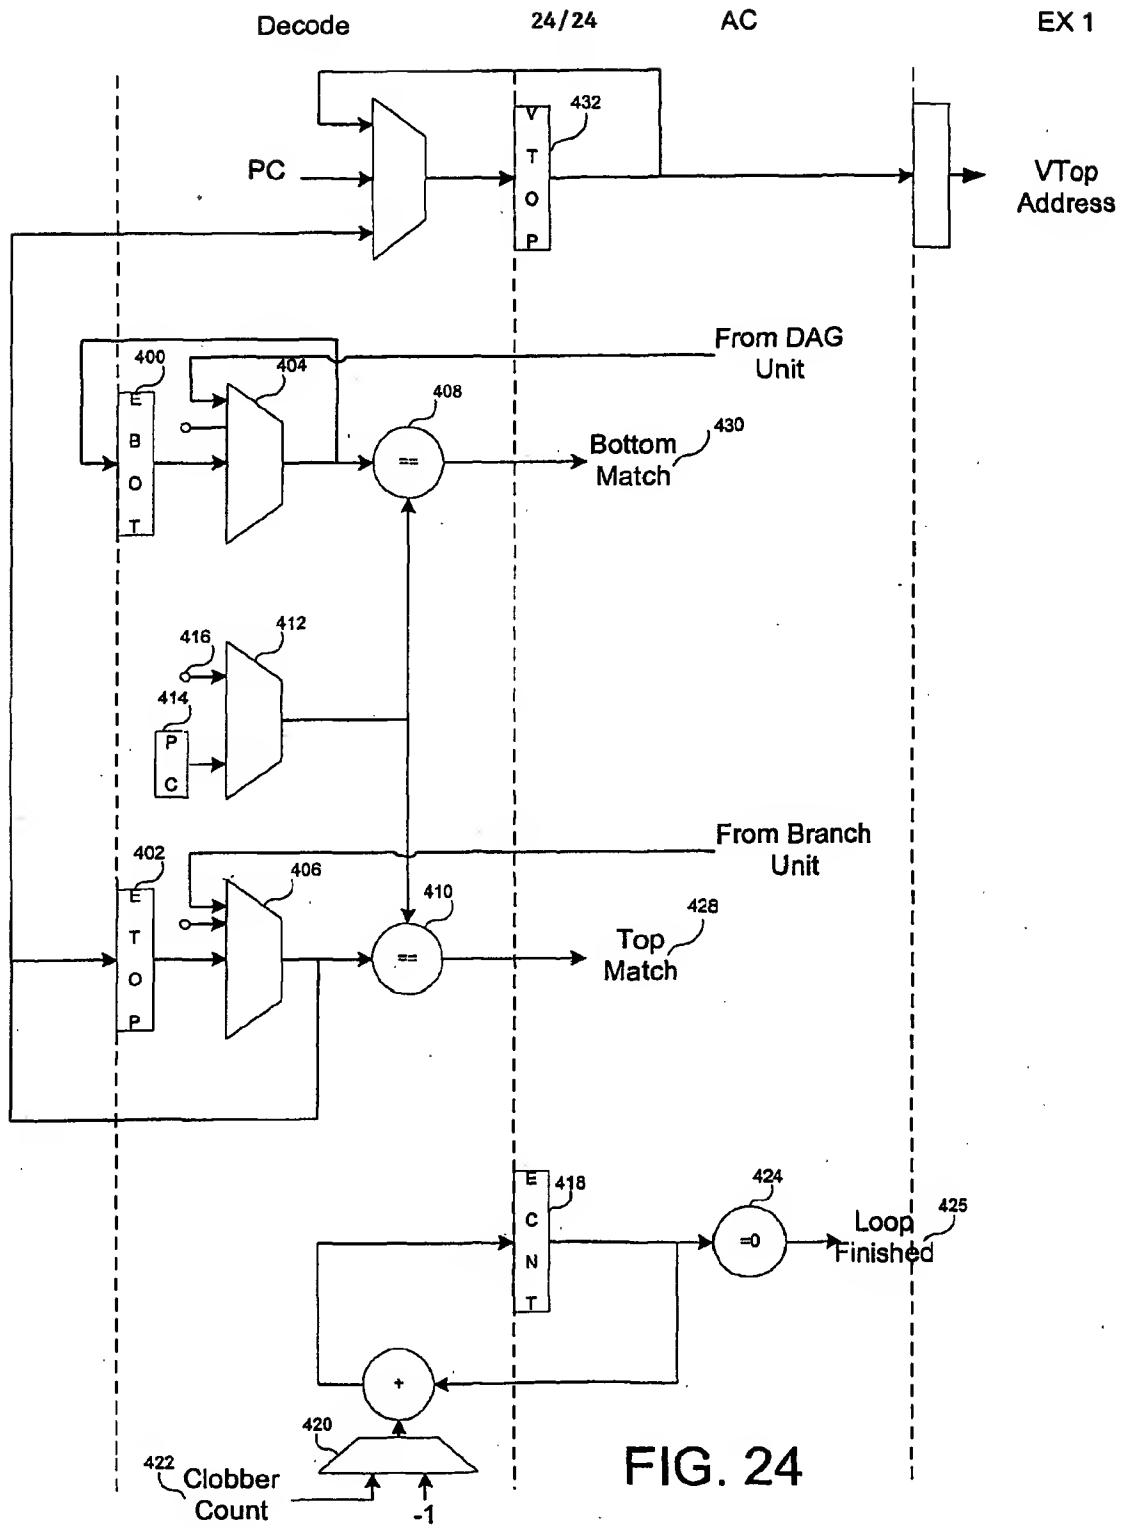 Decode 24/24 AC EX 1
V
T
O
P
432
PC
VTop
Address
From DAG
Unit
400
E
B
O
T
404
408
==
Bottom
Match
430
416
412
414
P
C
From Branch
Unit
402
E
T
O
P
406
410
==
Top
Match
428
E
C
N
T
418
424
=0
Loop
Finished
425
+
420
422
Clobber
Count
-1
FIG. 24